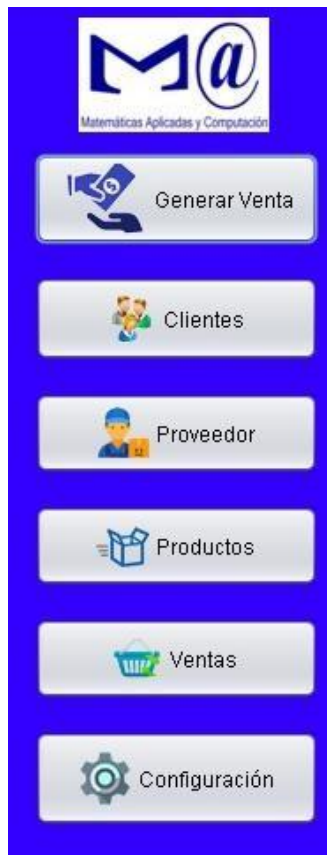 M@
Matemáticas Aplicadas y Computación
Generar Venta
Clientes
Proveedor
Productos
Ventas
Configuración